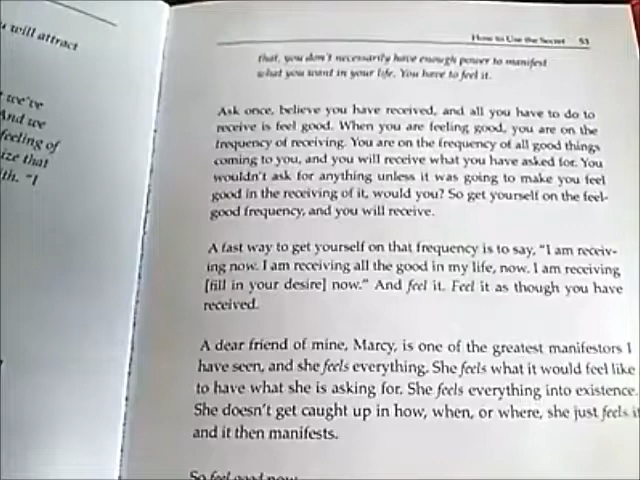 u will attract
we've
And we
feeling of
ize that
th. "I
How to Use the Secret 53
that, you don't necessarily have enough power to manifest
what you want in your life. You have to feel it.
Ask once, believe you have received, and all you have to do to
receive is feel good. When you are feeling good, you are on the
frequency of receiving. You are on the frequency of all good things
coming to you, and you will receive what you have asked for. You
wouldn't ask for anything unless it was going to make you feel
good in the receiving of it, would you? So get yourself on the feel-
good frequency, and you will receive.
A fast way to get yourself on that frequency is to say, "I am receiv-
ing now. I am receiving all the good in my life, now. I am receiving
[fill in your desire] now." And feel it. Feel it as though you have
received.
A dear friend of mine, Marcy, is one of the greatest manifestors I
have seen, and she feels everything. She feels what it would feel like
to have what she is asking for. She feels everything into existence.
She doesn't get caught up in how, when, or where, she just feels it
and it then manifests.
So feel good now.